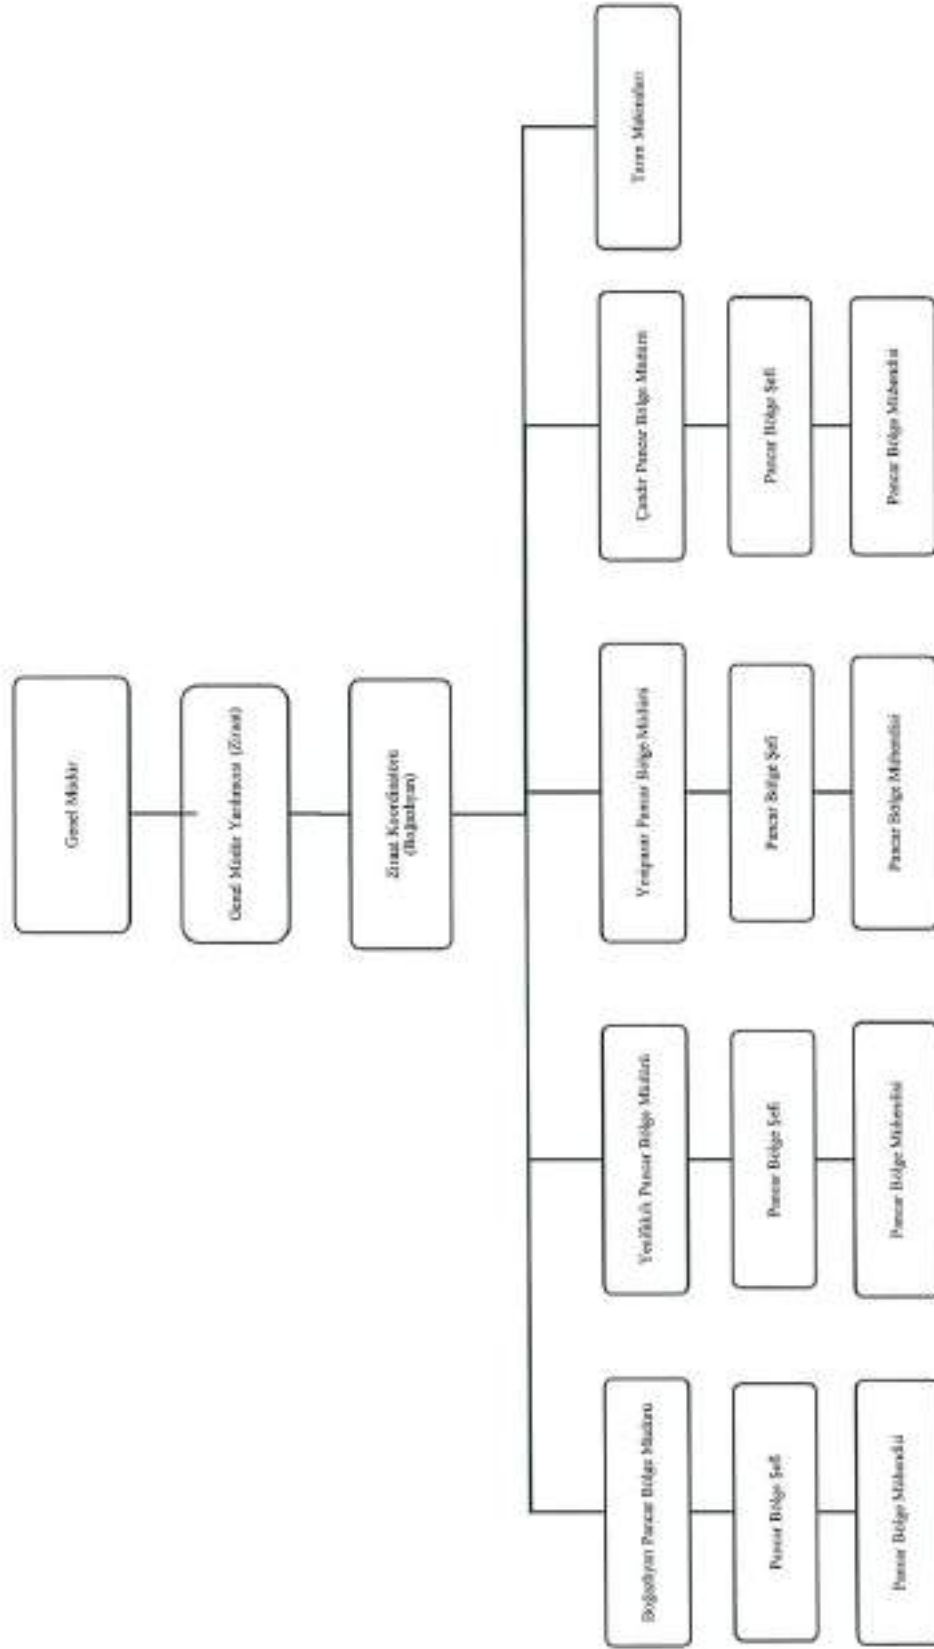 Genel Müdür
Genel Müdür Yardımcısı (Ziraat)
Ziraat Koordinatörü
(Boğazlıyan)
Boğazlıyan Pancar Bölge Müdürü
Yenifakılı Pancar Bölge Müdürü
Yenipazar Pancar Bölge Müdürü
Çandır Pancar Bölge Müdürü
Tarım Makinaları
Pancar Bölge Şefi
Pancar Bölge Şefi
Pancar Bölge Şefi
Pancar Bölge Şefi
Pancar Bölge Mühendisi
Pancar Bölge Mühendisi
Pancar Bölge Mühendisi
Pancar Bölge Mühendisi